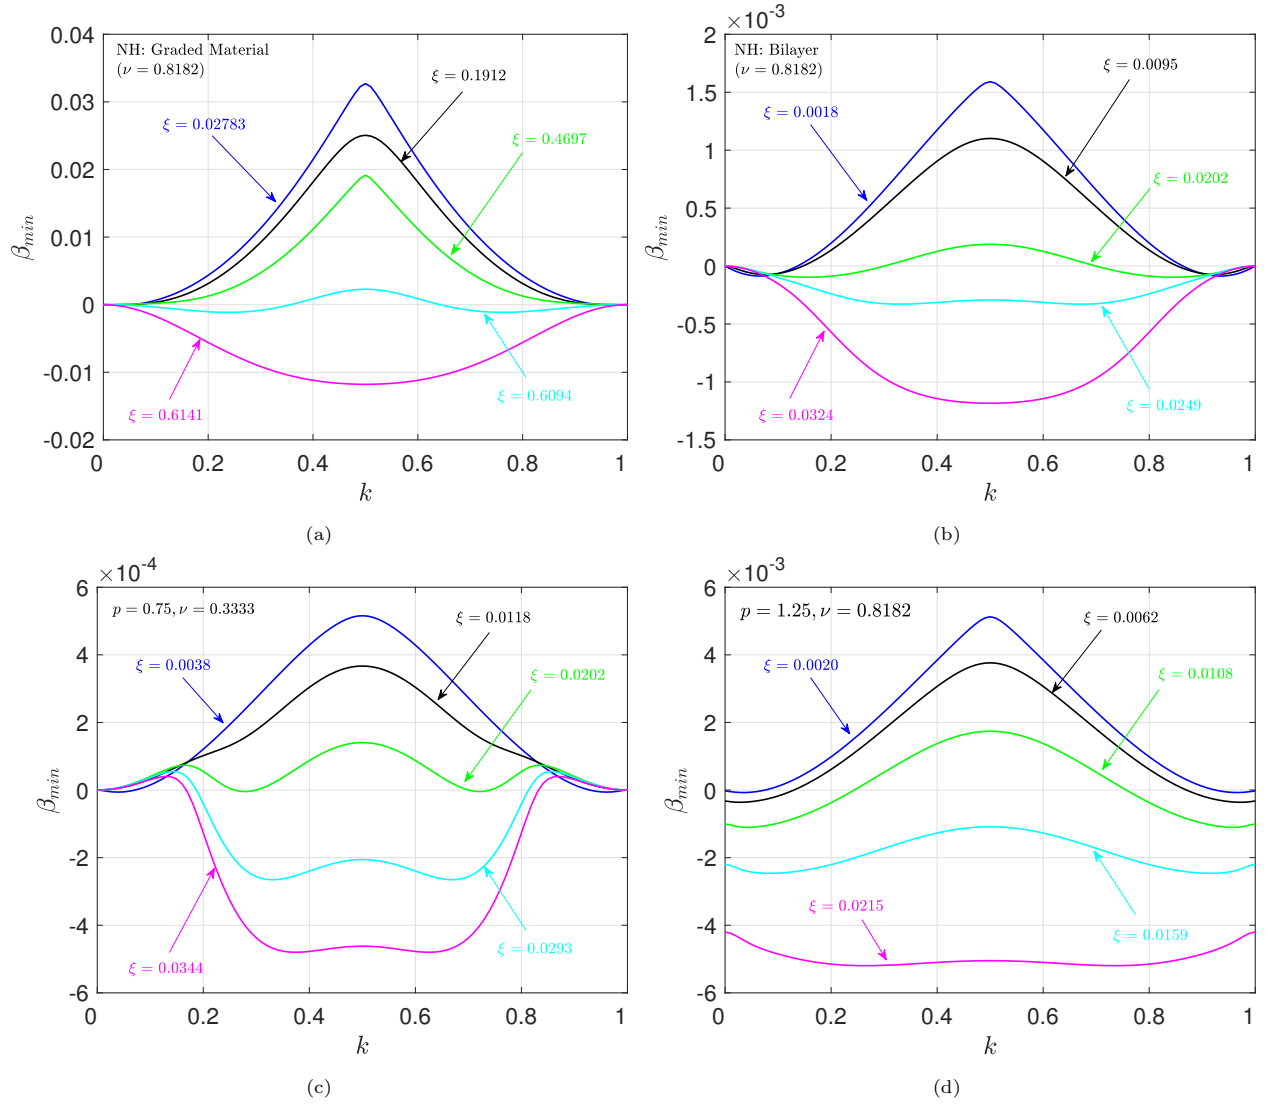 NH: Graded Material
(ν = 0.8182)
ξ = 0.02783
ξ = 0.1912
ξ = 0.4697
ξ = 0.6094
ξ = 0.6141
0.04
0.03
0.02
0.01
0
-0.01
-0.02
β_min
0 0.2 0.4 0.6 0.8 1
k
(a)
×10^-3
NH: Bilayer
(ν = 0.8182)
ξ = 0.0095
ξ = 0.0018
ξ = 0.0202
ξ = 0.0249
ξ = 0.0324
2
1.5
1
0.5
0
-0.5
-1
-1.5
β_min
0 0.2 0.4 0.6 0.8 1
k
(b)
×10^-4
p = 0.75, ν = 0.3333
ξ = 0.0118
ξ = 0.0038
ξ = 0.0202
ξ = 0.0293
ξ = 0.0344
6
4
2
0
-2
-4
-6
β_min
0 0.2 0.4 0.6 0.8 1
k
(c)
×10^-3
p = 1.25, ν = 0.8182
ξ = 0.0062
ξ = 0.0020
ξ = 0.0108
ξ = 0.0215
ξ = 0.0159
6
4
2
0
-2
-4
-6
β_min
0 0.2 0.4 0.6 0.8 1
k
(d)